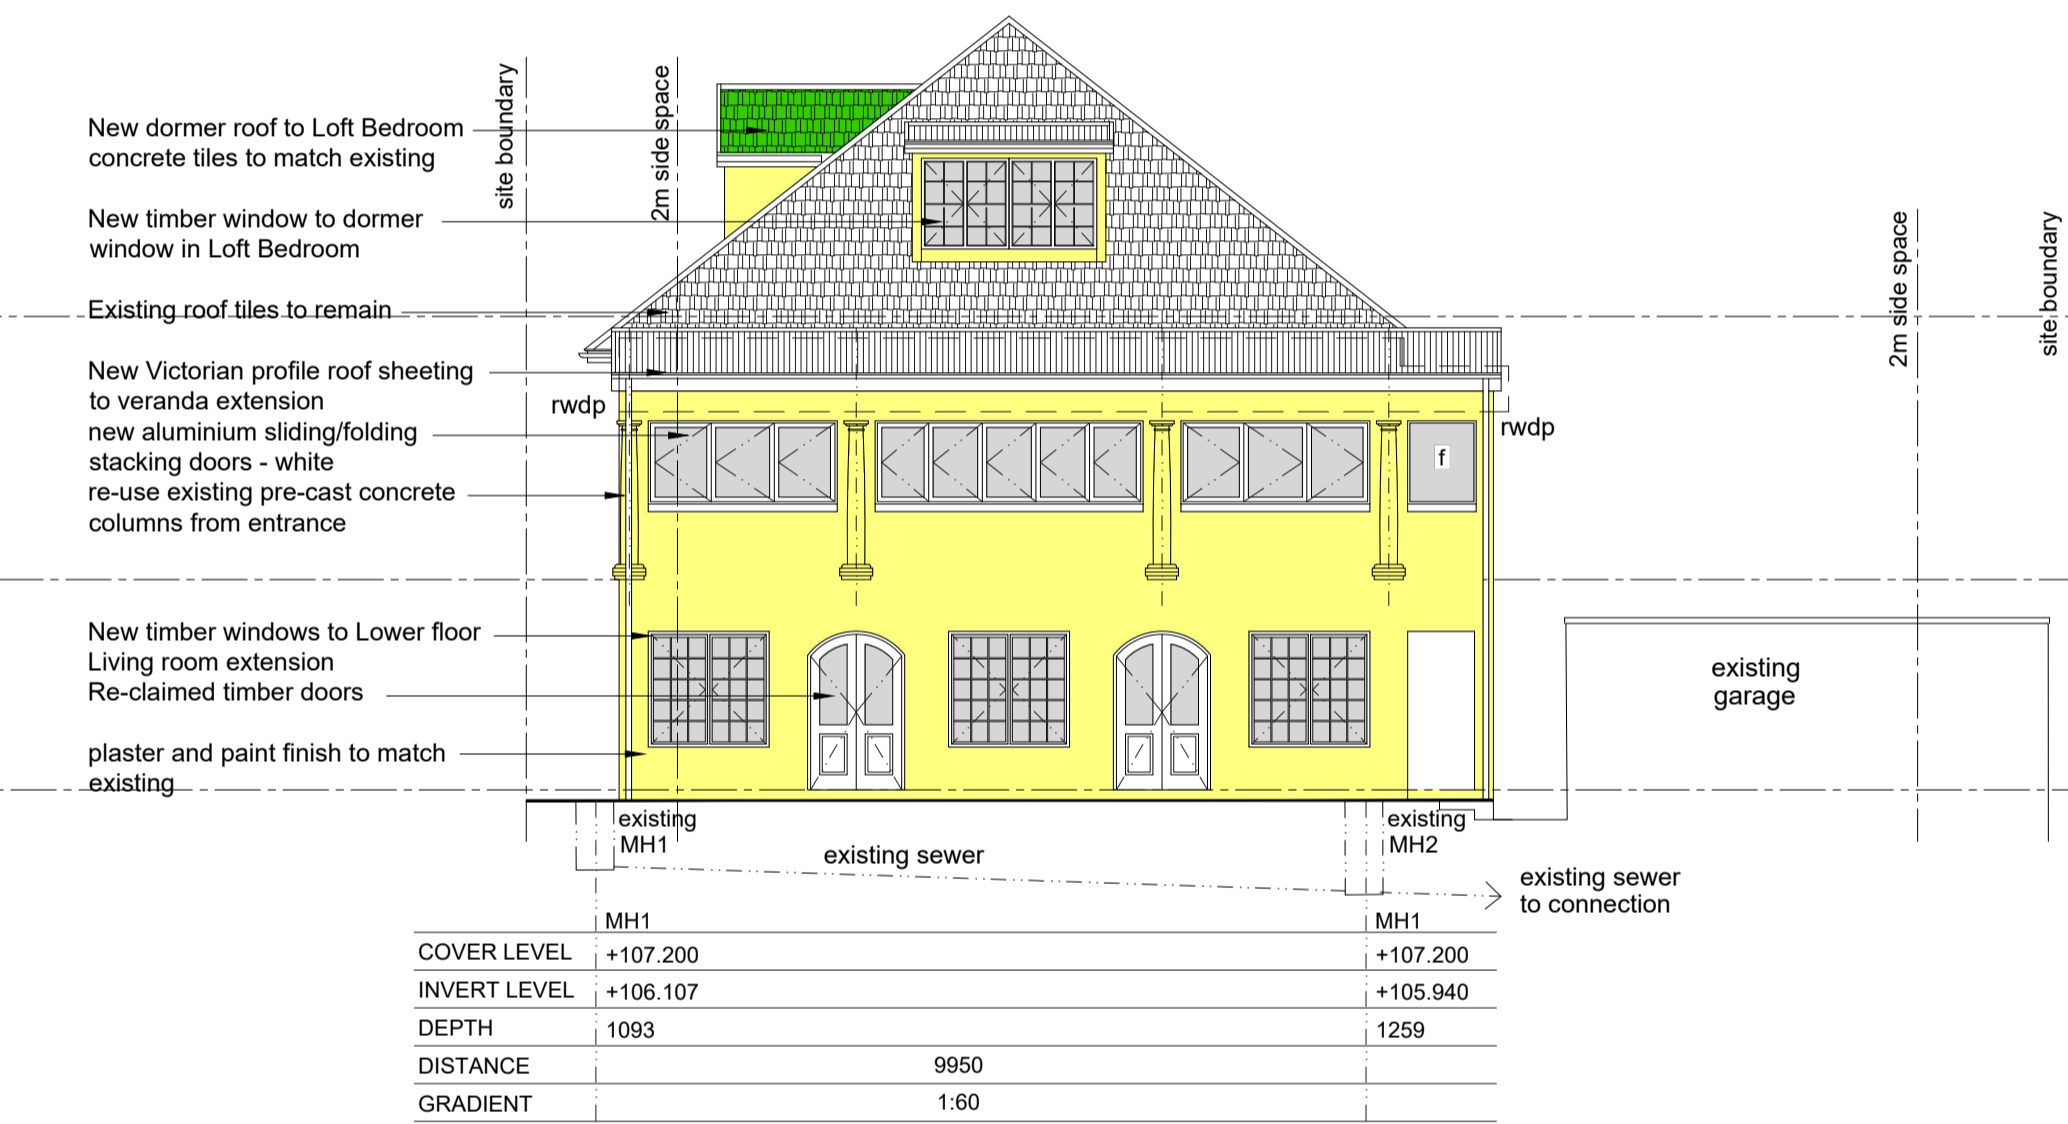 New dormer roof to Loft Bedroom
concrete tiles to match existing
New timber window to dormer
window in Loft Bedroom
Existing roof tiles to remain
New Victorian profile roof sheeting
to veranda extension
new aluminium sliding/folding
stacking doors - white
re-use existing pre-cast concrete
columns from entrance
New timber windows to Lower floor
Living room extension
Re-claimed timber doors
plaster and paint finish to match
existing
site boundary
2m side space
2m side space
site boundary
rwdp
rwdp
f
existing
garage
existing
MH1
existing sewer
existing
MH2
existing sewer
to connection
MH1 MH1
COVER LEVEL +107.200 +107.200
INVERT LEVEL +106.107 +105.940
DEPTH 1093 1259
DISTANCE 9950
GRADIENT 1:60